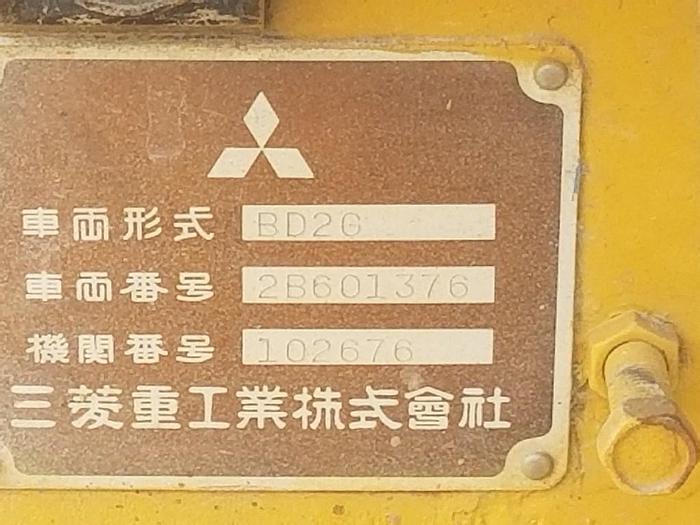 車両形式 BD2G
車両番号 2B601376
機関番号 102676
三菱重工業株式會社